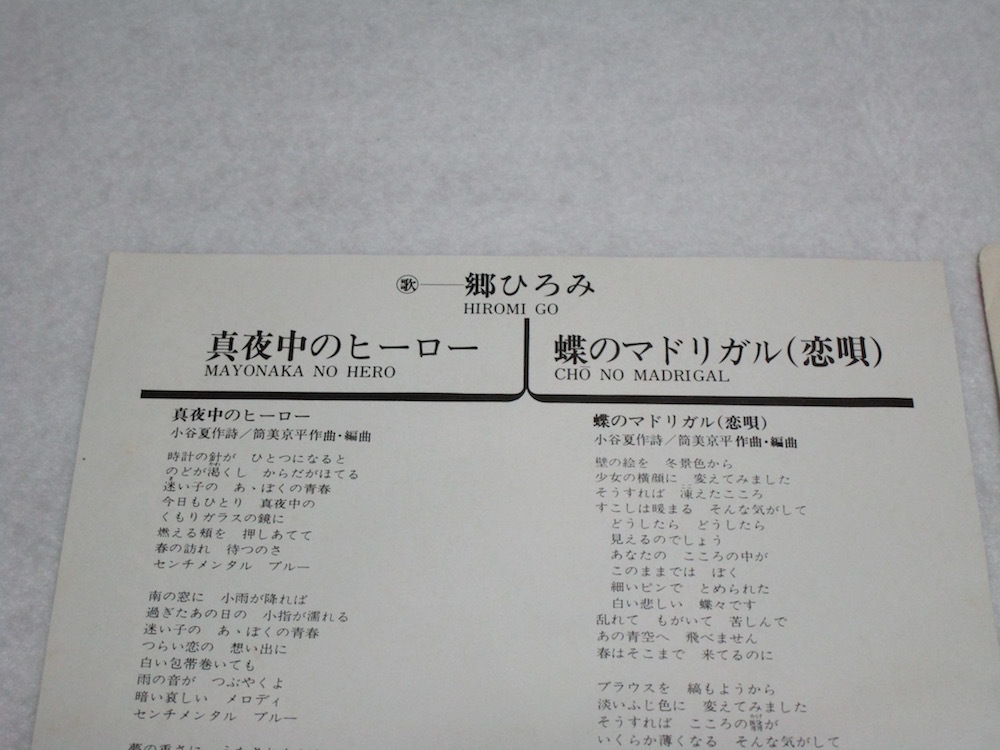 歌 郷ひろみ
HIROMI GO
真夜中のヒーロー
MAYONAKA NO HERO
蝶のマドリガル(恋唄)
CHŌ NO MADRIGAL
真夜中のヒーロー
小谷夏作詩/筒美京平作曲・編曲
時計の針が ひとつになると
のどが渇くし からだがほてる
迷い子の あゝぼくの青春
今日もひとり 真夜中の
くもりガラスの鏡に
燃える頬を 押しあてて
春の訪れ 待つのさ
センチメンタル ブルー
南の窓に 小雨が降れば
過ぎたあの日の 小指が濡れる
迷い子の あゝぼくの青春
つらい恋の 想い出に
白い包帯巻いても
雨の音が つぶやくよ
暗い哀しい メロディ
センチメンタル ブルー
夢の重さに
蝶のマドリガル(恋唄)
小谷夏作詩/筒美京平作曲・編曲
壁の絵を 冬景色から
少女の横顔に 変えてみました
そうすれば 凍えたこころ
すこしは暖まる そんな気がして
どうしたら どうしたら
見えるのでしょう
あなたの こころの中が
このままでは ぼく
細いピンで とめられた
白い悲しい 蝶々です
乱れて もがいて 苦しんで
あの青空へ 飛べません
春はそこまで 来てるのに
ブラウスを 縞もようから
淡いふじ色に 変えてみました
そうすれば こころの が
いくらか薄くなる そんな気がして